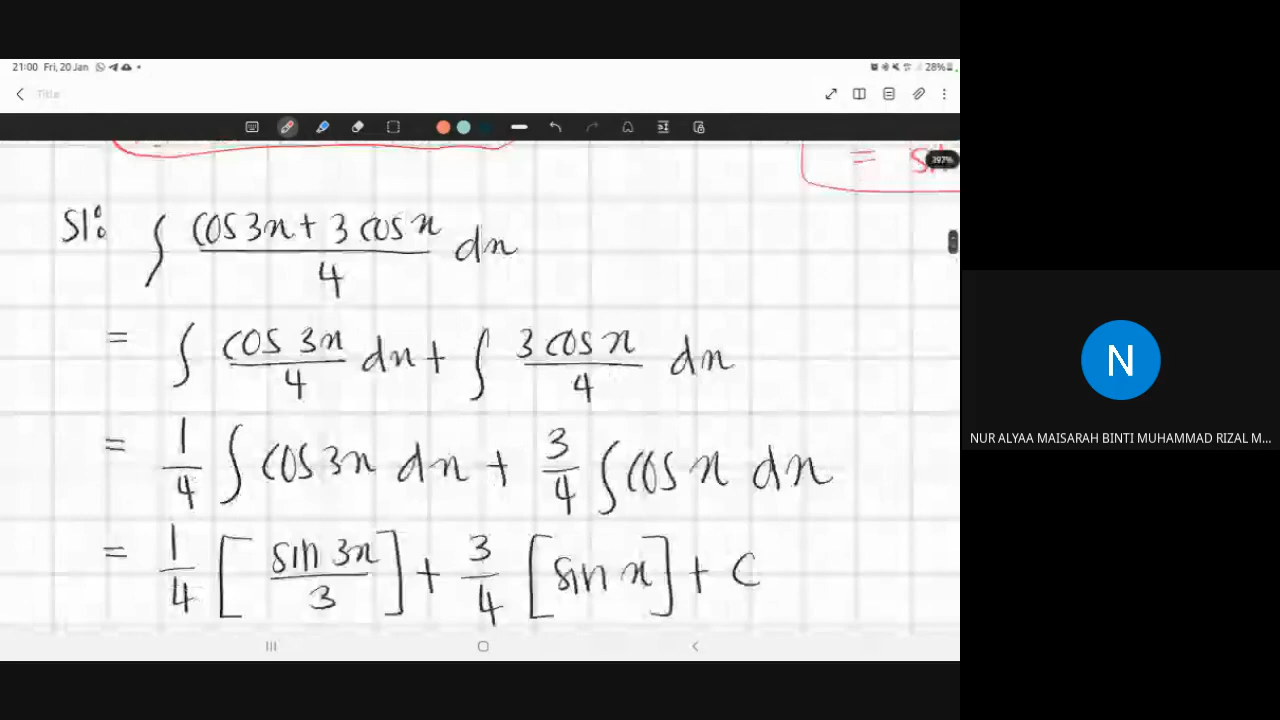 21:00 Fri, 20 Jan
28%
Title
397%
=
S1: ∫ (cos 3x + 3 cos x)/4 dx
= ∫ (cos 3x)/4 dx + ∫ (3 cos x)/4 dx
= 1/4 ∫ cos 3x dx + 3/4 ∫ cos x dx
= 1/4 [ (sin 3x)/3 ] + 3/4 [ sin x ] + C
N
NUR ALYAA MAISARAH BINTI MUHAMMAD RIZAL M...